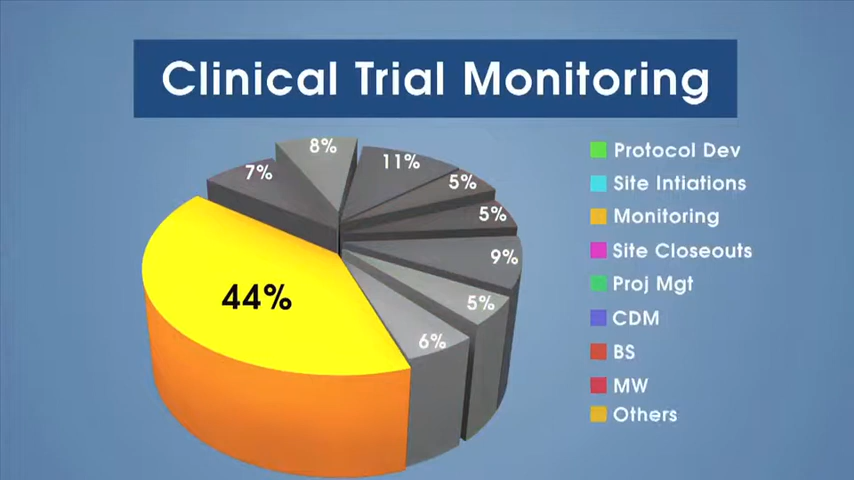 Clinical Trial Monitoring
8%
11%
7%
5%
5%
9%
44%
5%
6%
Protocol Dev
Site Intiations
Monitoring
Site Closeouts
Proj Mgt
CDM
BS
MW
Others